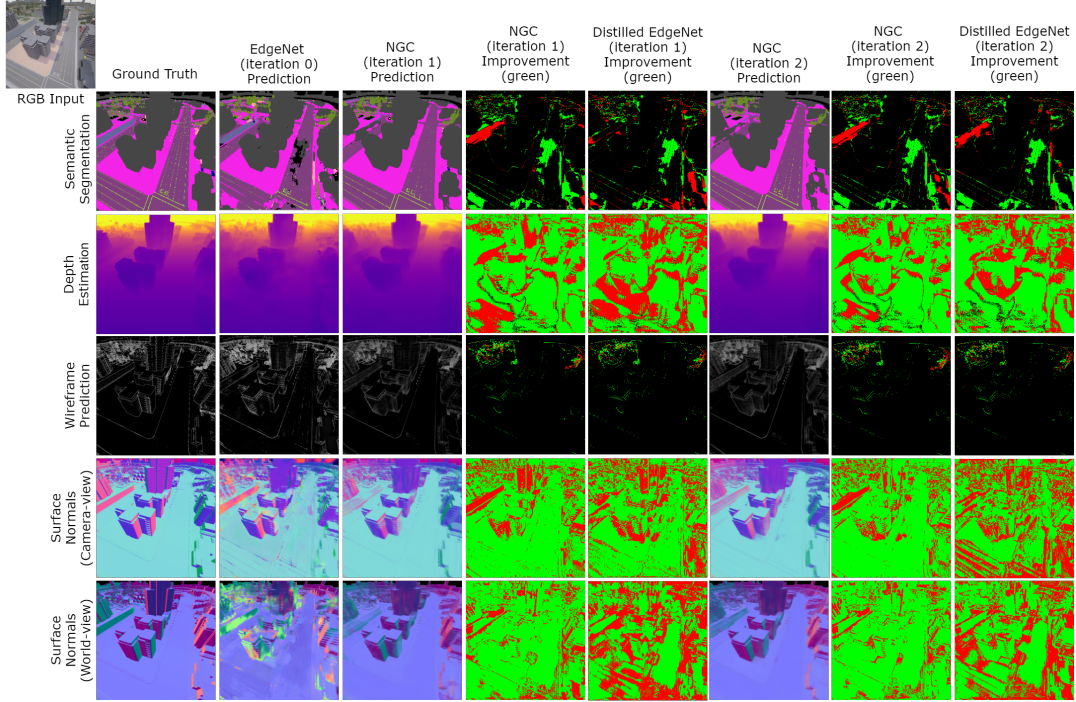 RGB Input
Ground Truth
EdgeNet
(iteration 0)
Prediction
NGC
(iteration 1)
Prediction
NGC
(iteration 1)
Improvement
(green)
Distilled EdgeNet
(iteration 1)
Improvement
(green)
NGC
(iteration 2)
Prediction
NGC
(iteration 2)
Improvement
(green)
Distilled EdgeNet
(iteration 2)
Improvement
(green)
Semantic
Segmentation
Depth
Estimation
Wireframe
Prediction
Surface
Normals
(Camera-view)
Surface
Normals
(World-view)